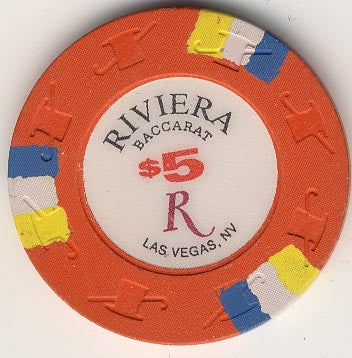 RIVIERA
BACCARAT
$5
R
LAS VEGAS, NV